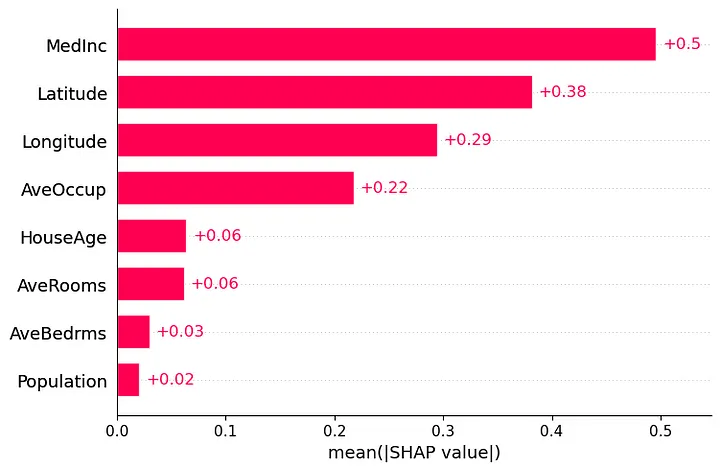 MedInc +0.5
Latitude +0.38
Longitude +0.29
AveOccup +0.22
HouseAge +0.06
AveRooms +0.06
AveBedrms +0.03
Population +0.02
0.0 0.1 0.2 0.3 0.4 0.5
mean(|SHAP value|)